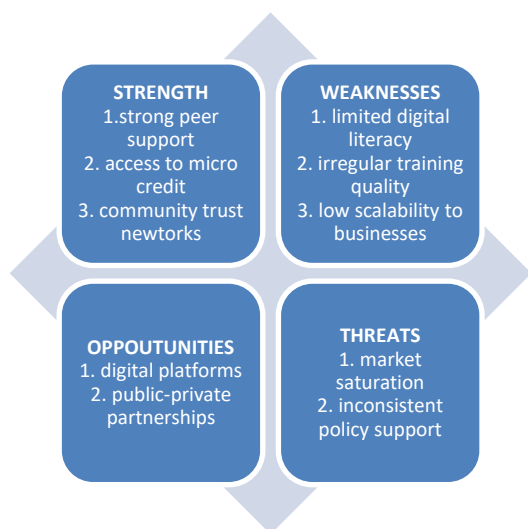 STRENGTH
1.strong peer
support
2. access to micro
credit
3. community trust
newtorks
WEAKNESSES
1. limited digital
literacy
2. irregular training
quality
3. low scalability to
businesses
OPPOUTUNITIES
1. digital platforms
2. public-private
partnerships
THREATS
1. market
saturation
2. inconsistent
policy support